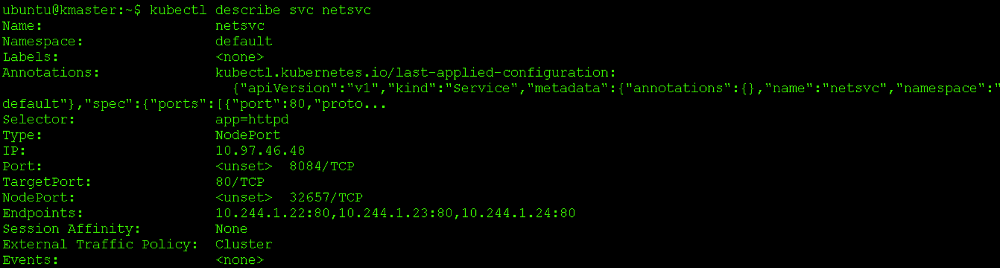 ubuntu@kmaster:~$ kubectl describe svc netsvc
Name:                     netsvc
Namespace:                default
Labels:                   <none>
Annotations:              kubectl.kubernetes.io/last-applied-configuration:
                            {"apiVersion":"v1","kind":"Service","metadata":{"annotations":{},"name":"netsvc","namespace":"
default"},"spec":{"ports":[{"port":80,"proto...
Selector:                 app=httpd
Type:                     NodePort
IP:                       10.97.46.48
Port:                     <unset>  8084/TCP
TargetPort:               80/TCP
NodePort:                 <unset>  32657/TCP
Endpoints:                10.244.1.22:80,10.244.1.23:80,10.244.1.24:80
Session Affinity:         None
External Traffic Policy:  Cluster
Events:                   <none>